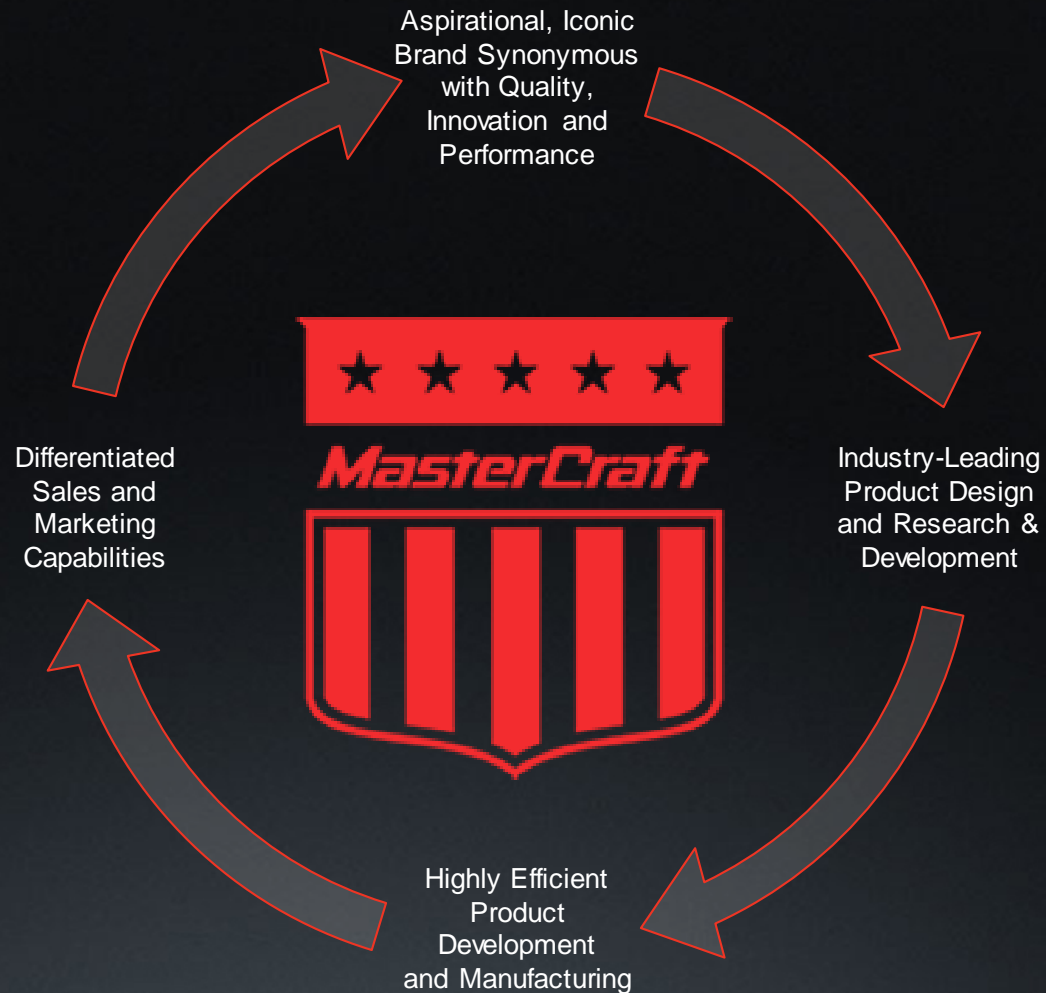 Aspirational, Iconic
Brand Synonymous
with Quality,
Innovation and
Performance
MasterCraft
Differentiated
Sales and
Marketing
Capabilities
Industry-Leading
Product Design
and Research &
Development
Highly Efficient
Product
Development
and Manufacturing